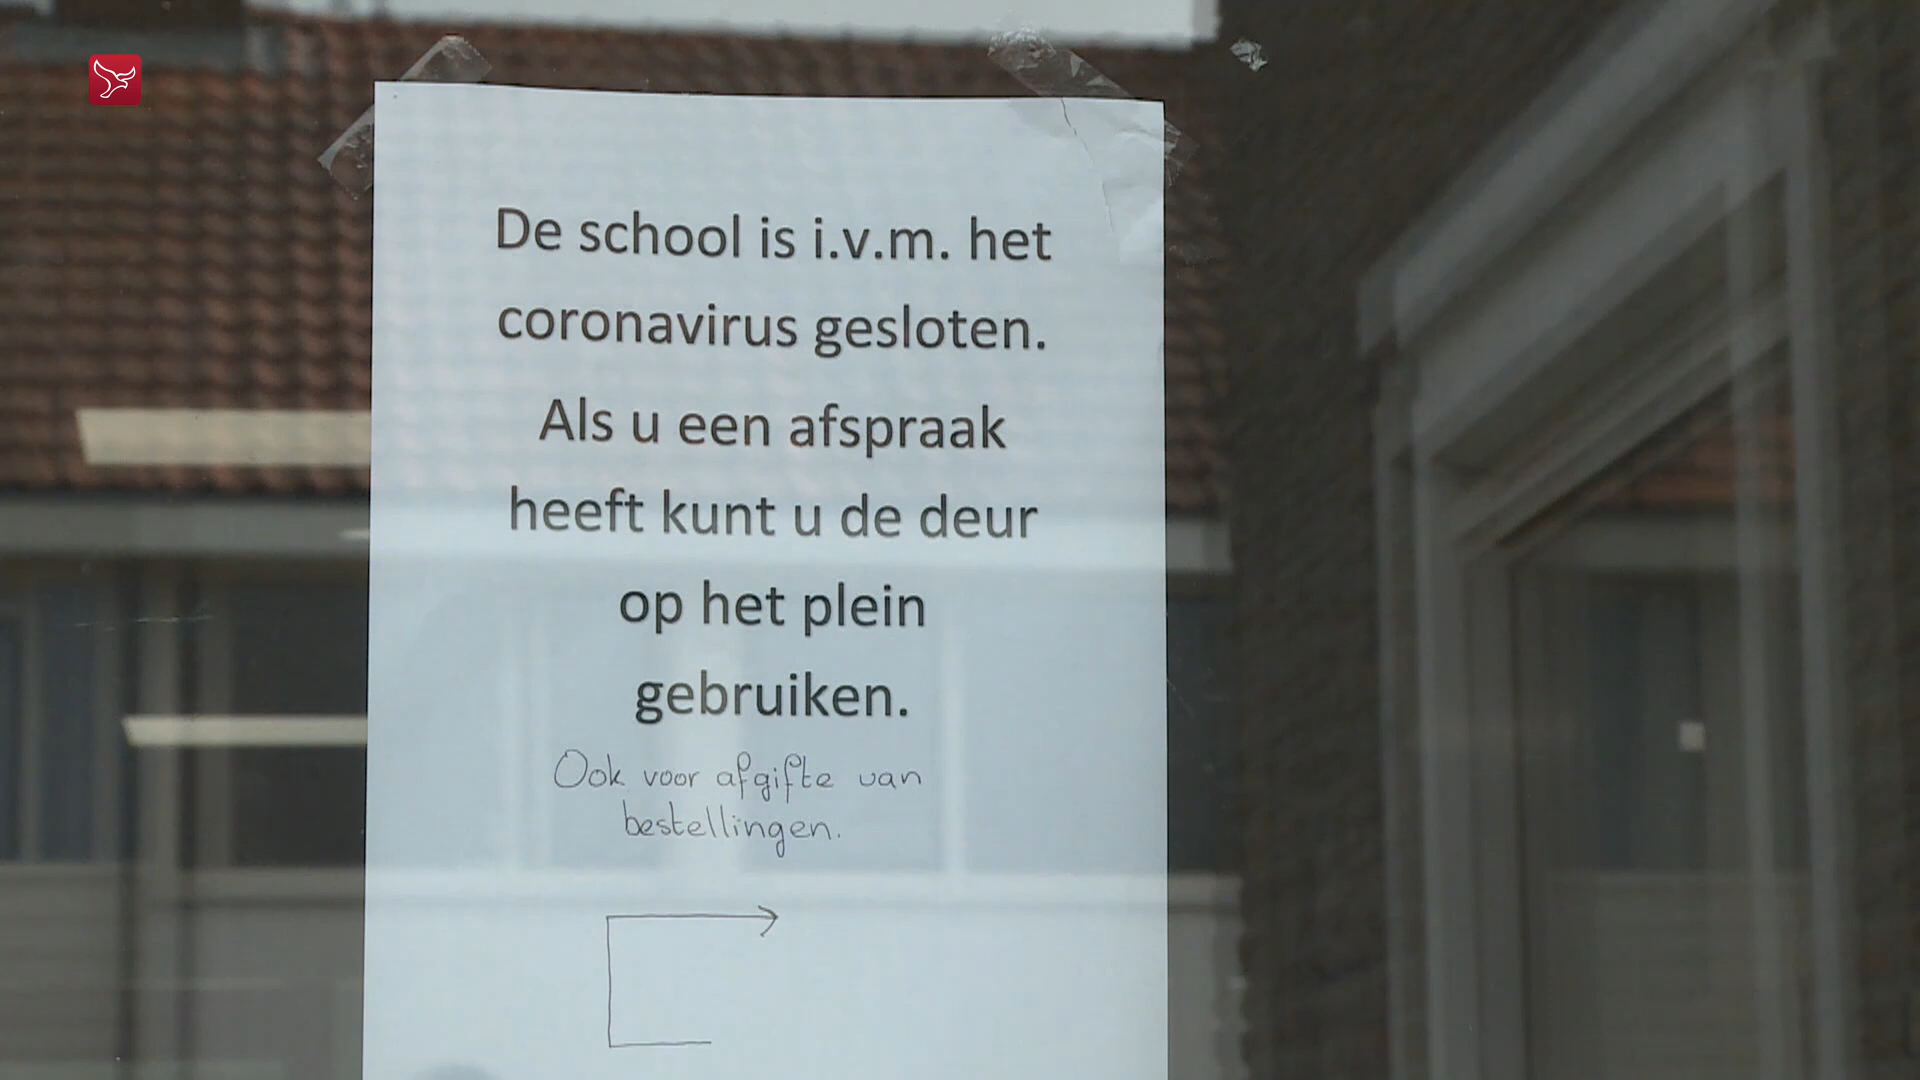 De school is i.v.m. het
coronavirus gesloten.
Als u een afspraak
heeft kunt u de deur
op het plein
gebruiken.
Ook voor afgifte van
bestellingen.